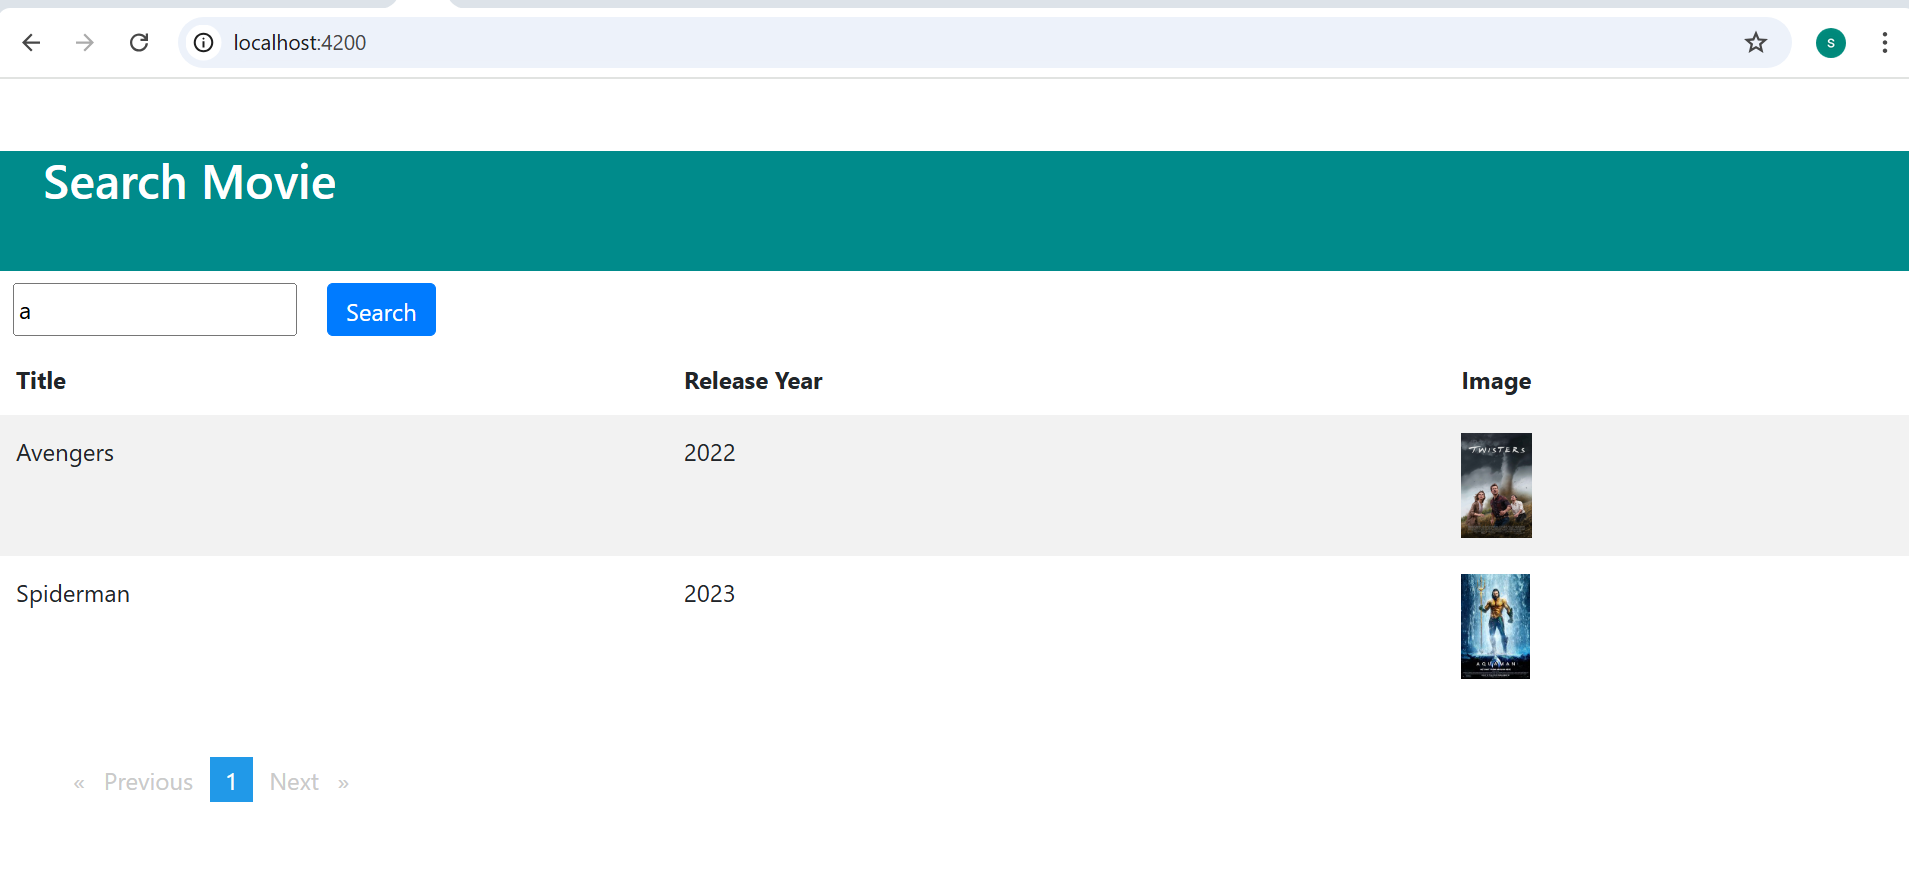 localhost:4200
S
Search Movie
a
Search
Title Release Year Image
Avengers 2022
TWISTERS
Spiderman 2023
AQUAMAN
« Previous 1 Next »